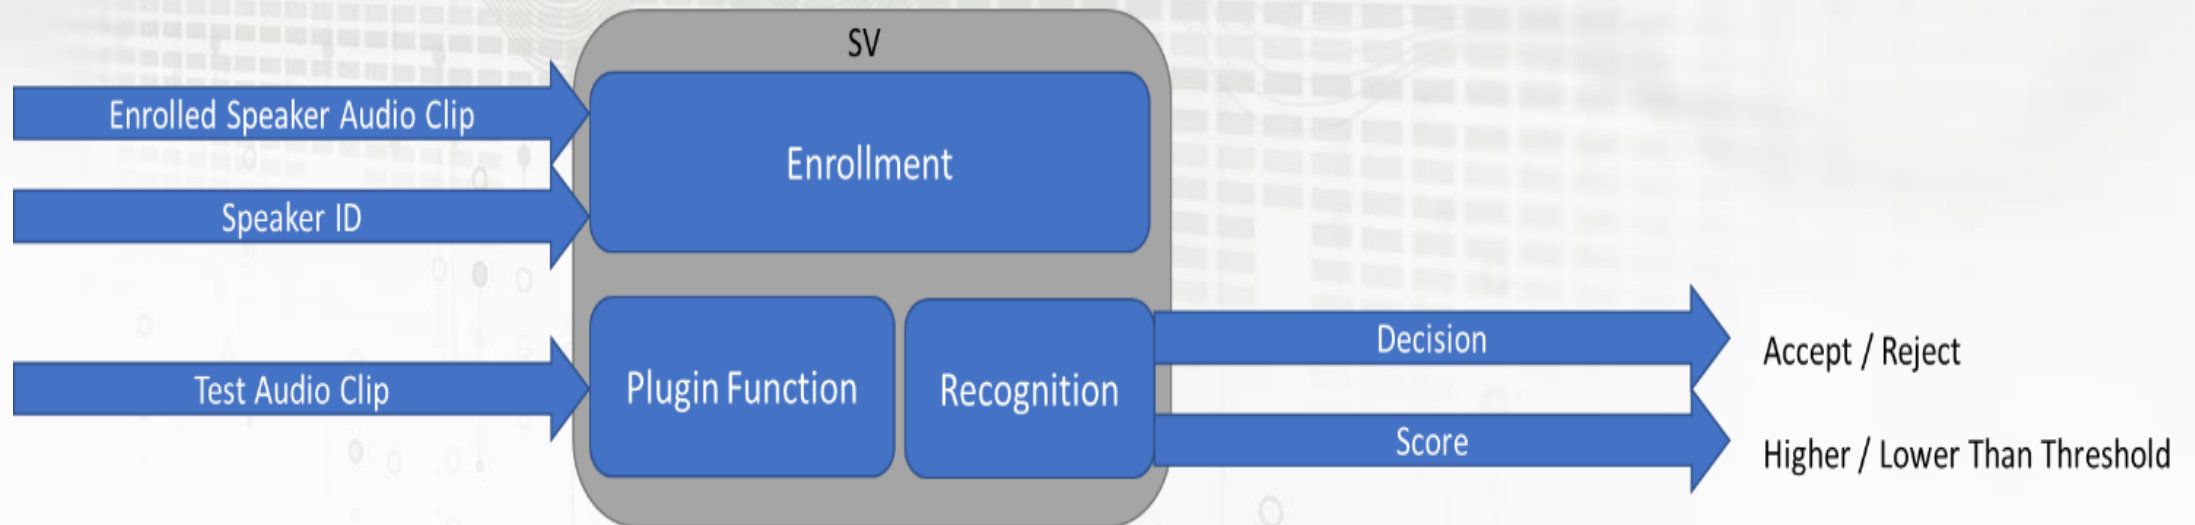 SV
Enrolled Speaker Audio Clip
Enrollment
Speaker ID
Decision
Accept / Reject
Test Audio Clip
Plugin Function
Recognition
Score
Higher / Lower Than Threshold